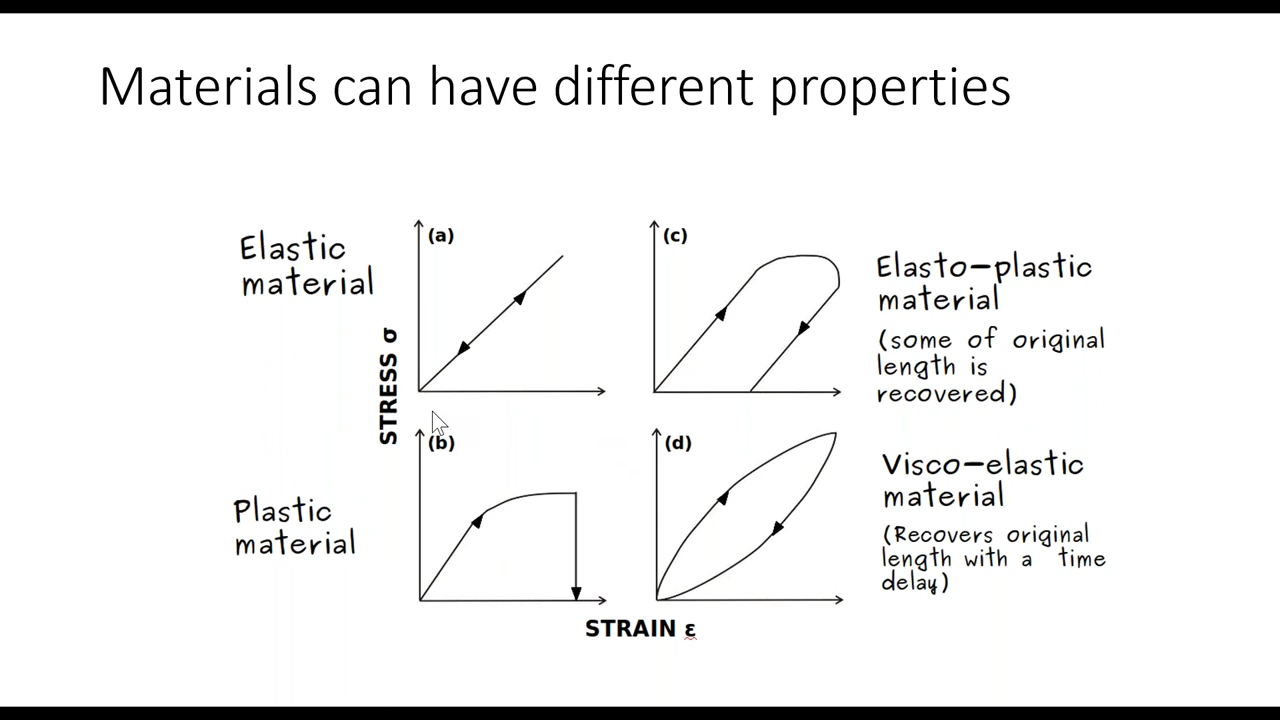 Materials can have different properties
Elastic
material
(a)
(c)
Elasto-plastic
material
(some of original
length is
recovered)
STRESS σ
(b)
(d)
Plastic
material
Visco-elastic
material
(Recovers original
length with a time
delay)
STRAIN ε